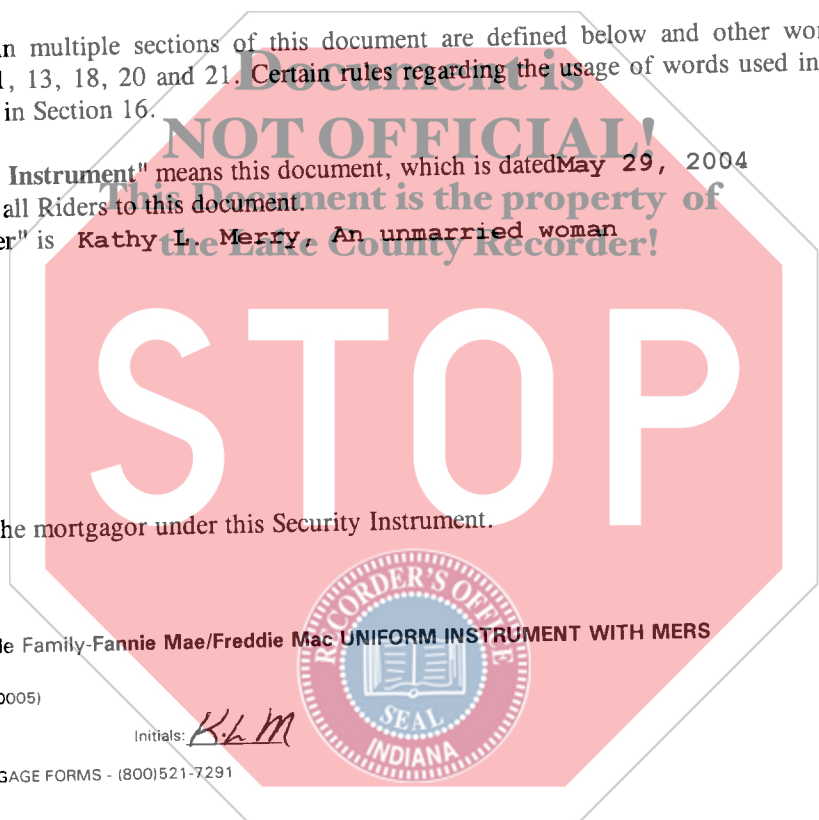 n multiple sections of this document are defined below and other wor
1, 13, 18, 20 and 21. Certain rules regarding the usage of words used in
in Section 16.
Document is
NOT OFFICIAL!
This Document is the property of
the Lake County Recorder!
Instrument" means this document, which is datedMay 29, 2004
all Riders to this document.
er" is Kathy L. Merry, An unmarried woman
STOP
he mortgagor under this Security Instrument.
RECORDER'S OFFICE
SEAL
INDIANA
le Family-Fannie Mae/Freddie Mac UNIFORM INSTRUMENT WITH MERS
0005)
Initials: K.L M
GAGE FORMS - (800)521-7291